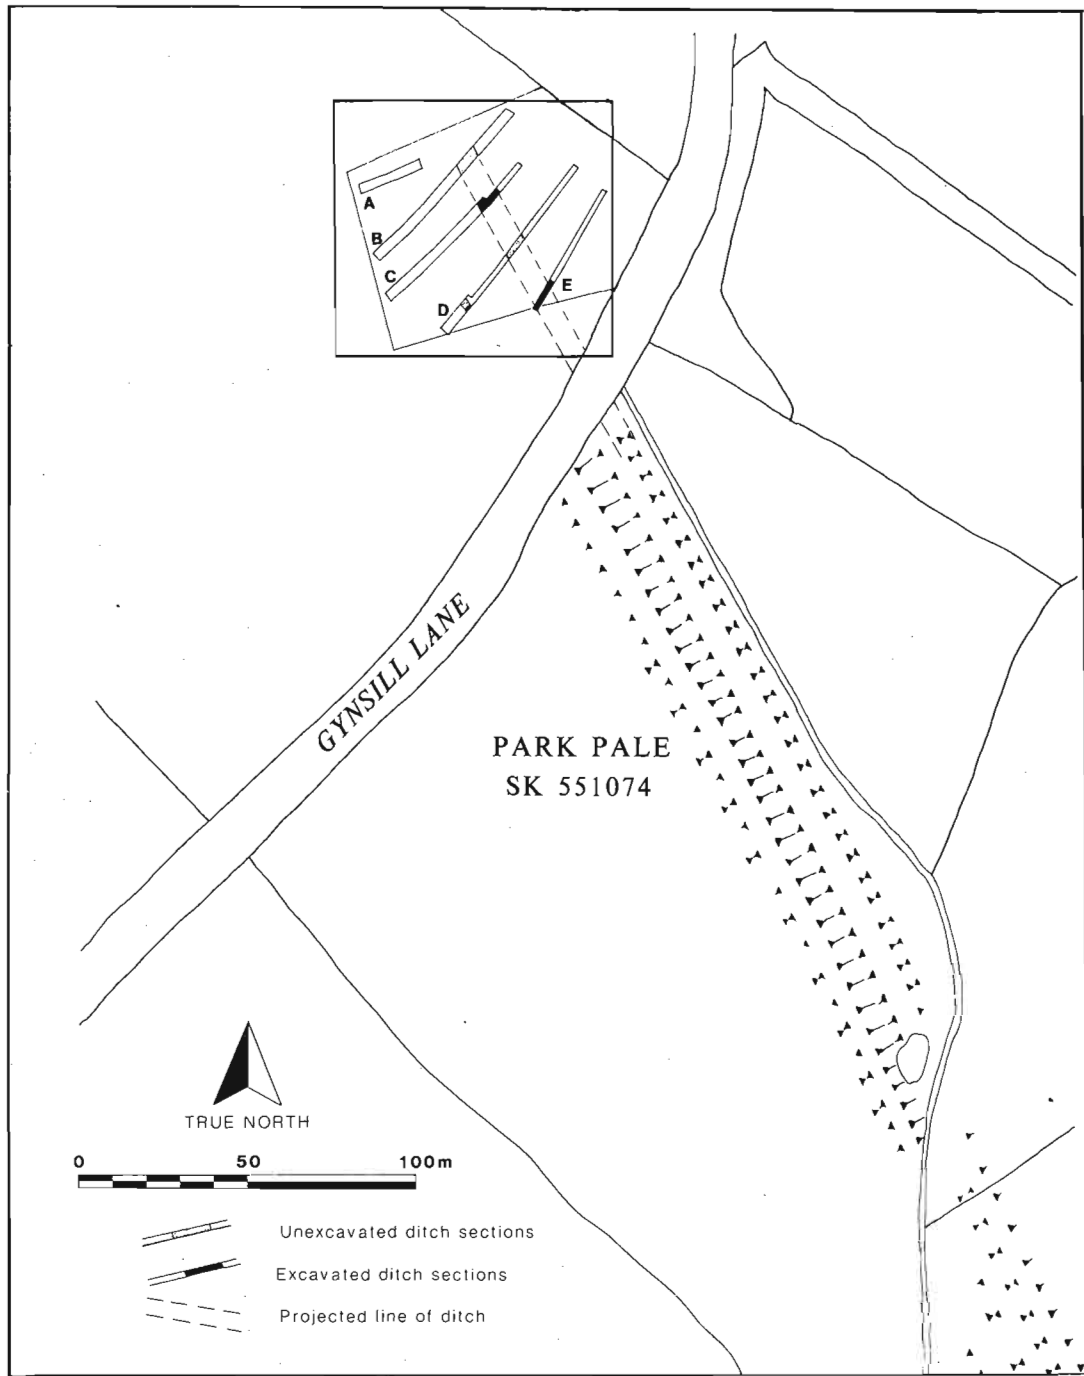 A
B
C
D
E
GYNSILL LANE
PARK PALE
SK 551074
TRUE NORTH
0 50 100m
Unexcavated ditch sections
Excavated ditch sections
Projected line of ditch